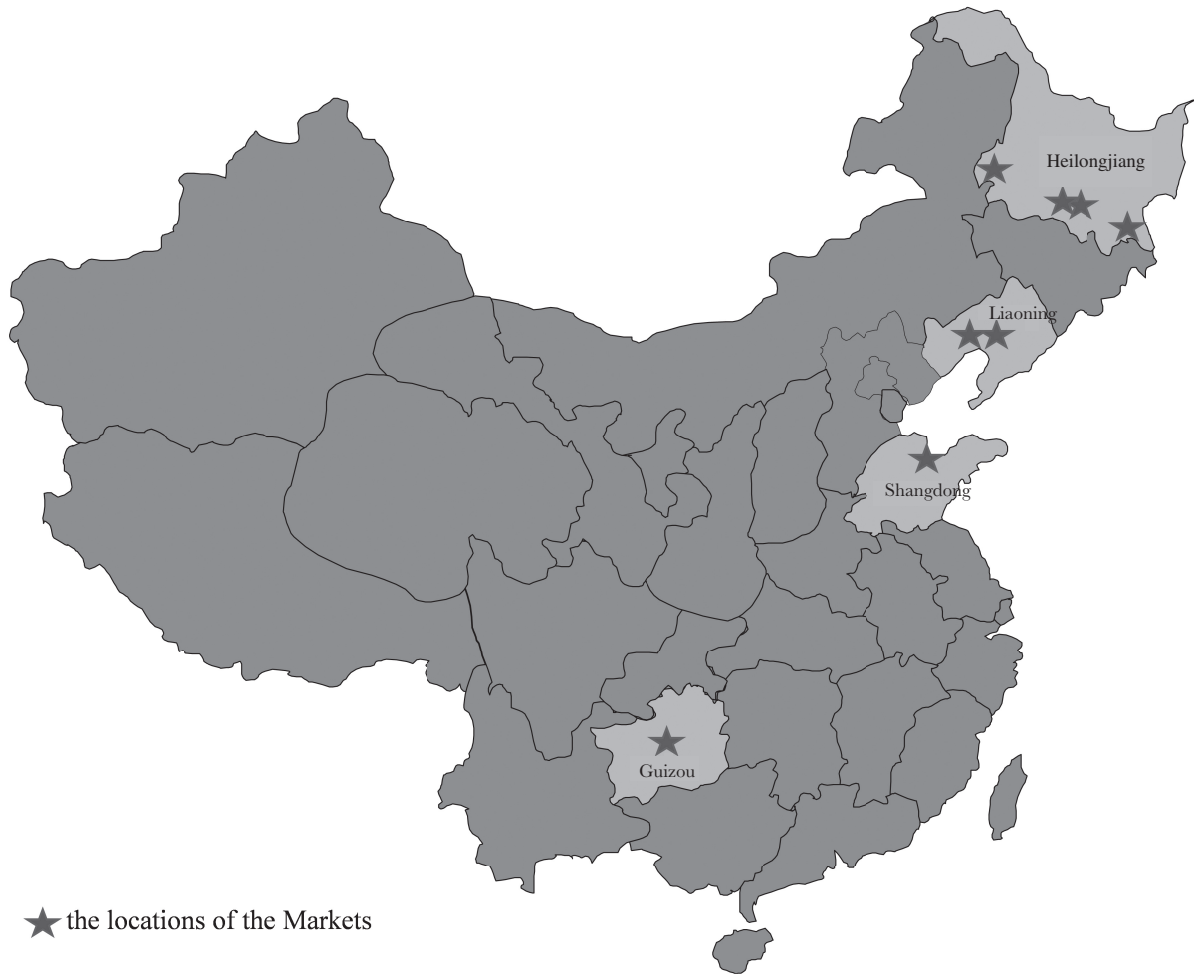 Heilongjiang
Liaoning
Shangdong
Guizou
the locations of the Markets